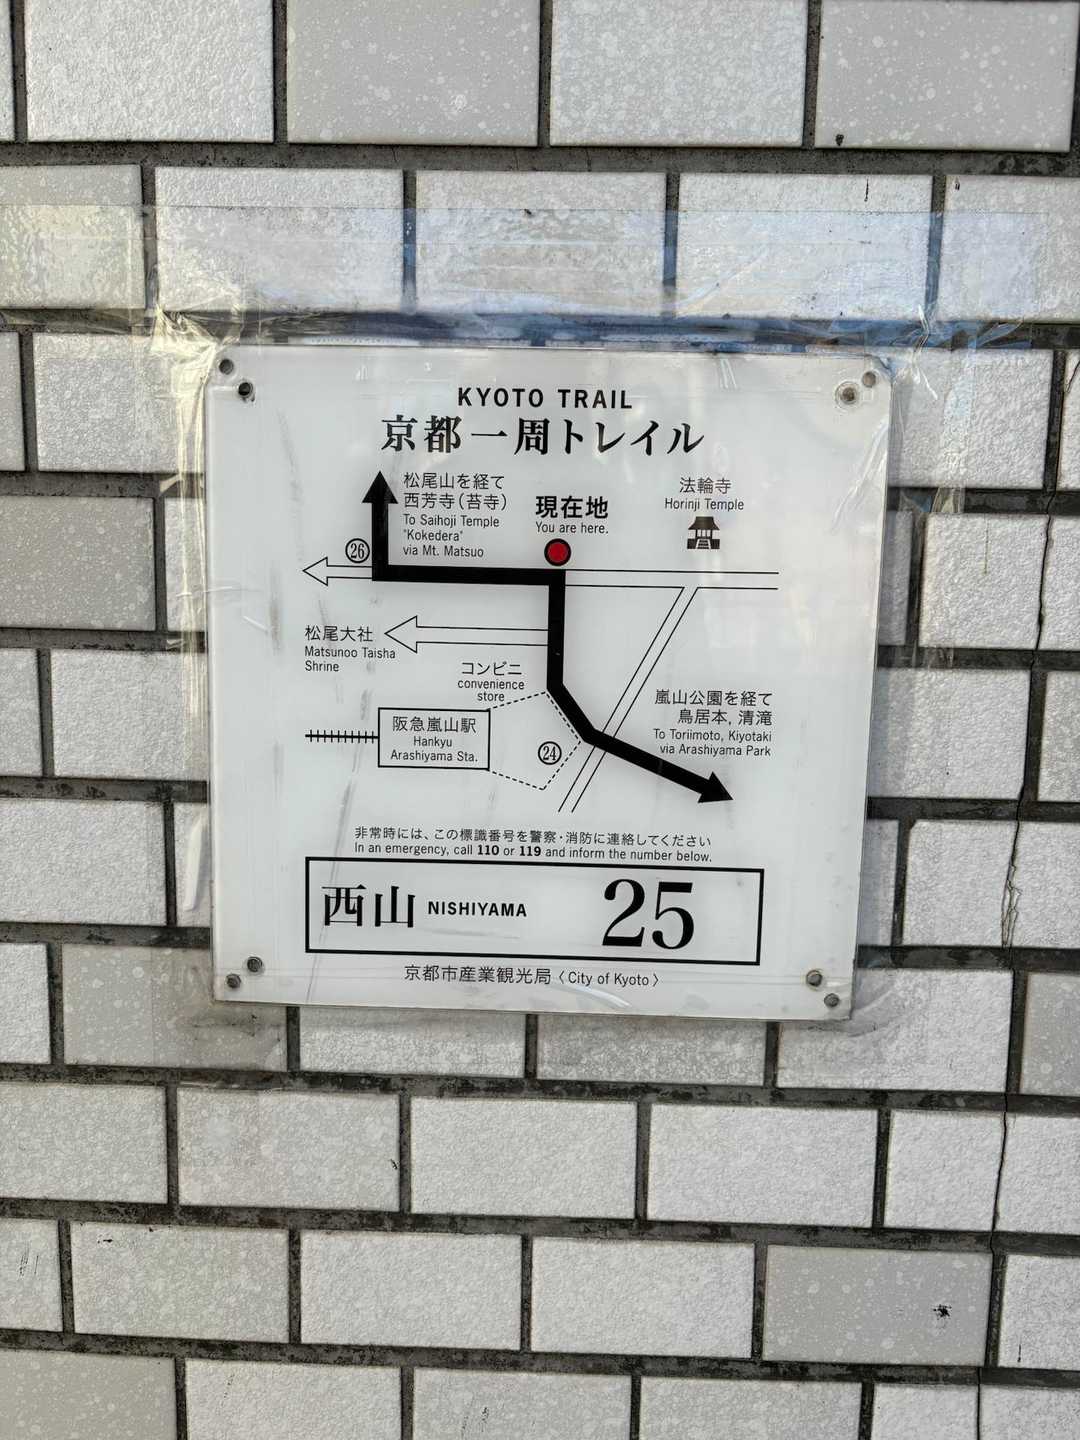 KYOTO TRAIL
京都一周トレイル
松尾山を経て
西芳寺(苔寺)
To Saihoji Temple
"Kokedera"
via Mt. Matsuo
現在地
You are here.
法輪寺
Horinji Temple
26
松尾大社
Matsunoo Taisha
Shrine
コンビニ
convenience
store
阪急嵐山駅
Hankyu
Arashiyama Sta.
24
嵐山公園を経て
鳥居本, 清滝
To Toriimoto, Kiyotaki
via Arashiyama Park
非常時には、この標識番号を警察・消防に連絡してください
In an emergency, call 110 or 119 and inform the number below.
西山 NISHIYAMA 25
京都市産業観光局〈City of Kyoto〉